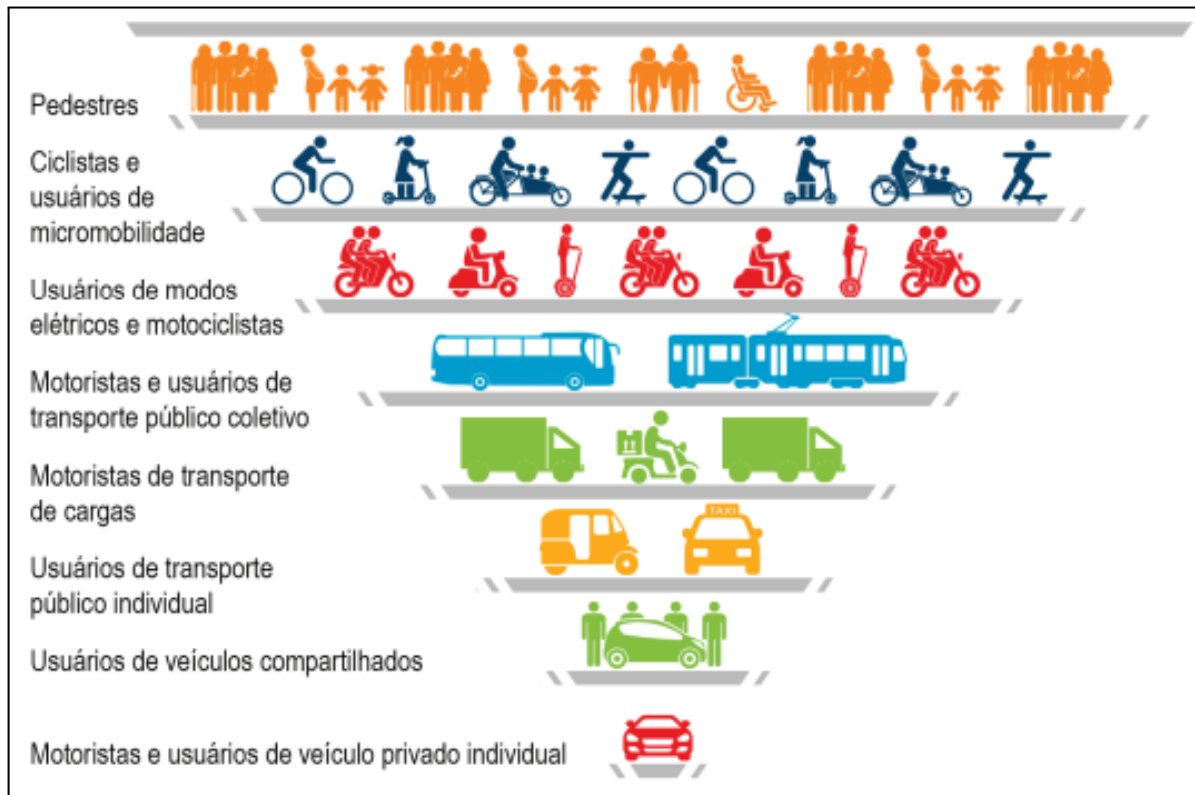 Pedestres
Ciclistas e
usuários de
micromobilidade
Usuários de modos
elétricos e motociclistas
Motoristas e usuários de
transporte público coletivo
Motoristas de transporte
de cargas
TAXI
Usuários de transporte
público individual
Usuários de veículos compartilhados
Motoristas e usuários de veículo privado individual